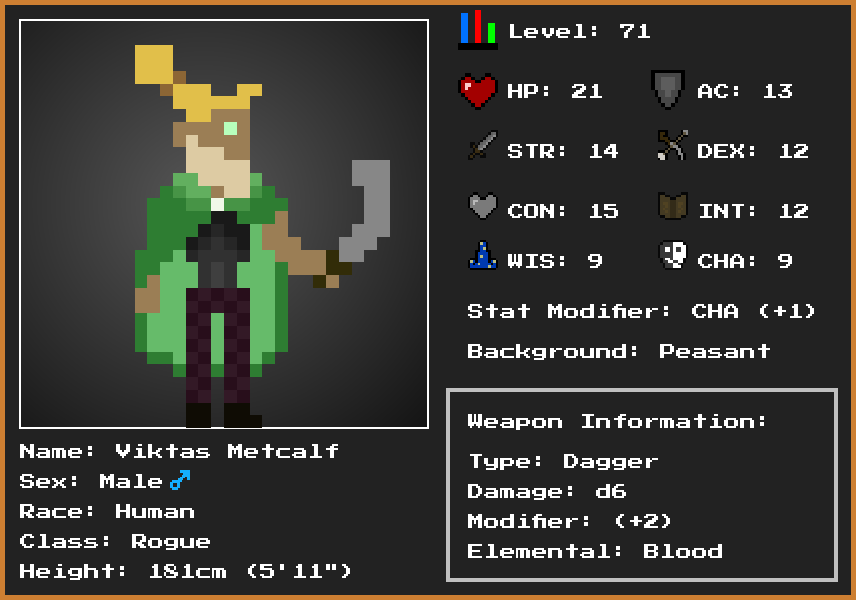 Level: 71
HP: 21 AC: 13
STR: 14 DEX: 12
CON: 15 INT: 12
WIS: 9 CHA: 9
Stat Modifier: CHA (+1)
Background: Peasant
Weapon Information:
Type: Dagger
Damage: d6
Modifier: (+2)
Elemental: Blood
Name: Viktas Metcalf
Sex: Male ♂
Race: Human
Class: Rogue
Height: 181cm (5'11")